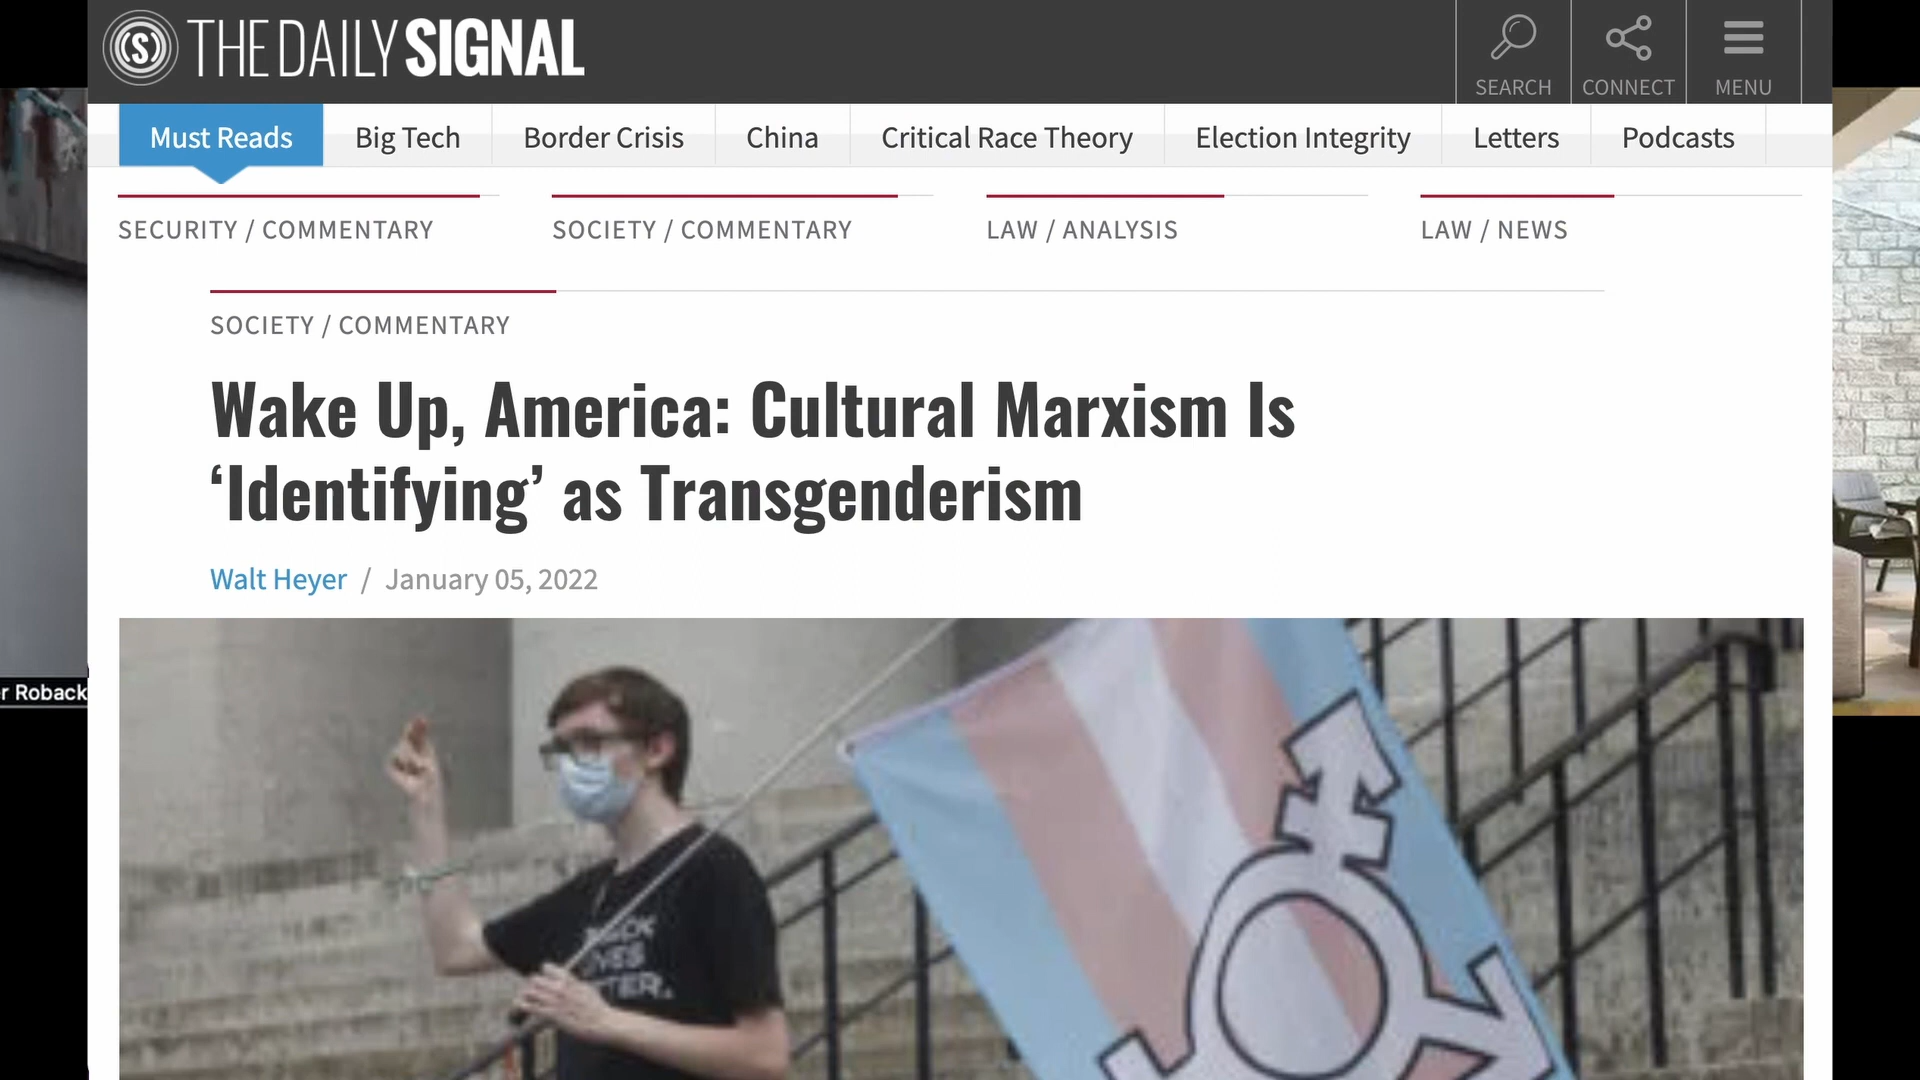 THE DAILY SIGNAL
SEARCH
CONNECT
MENU
Must Reads
Big Tech
Border Crisis
China
Critical Race Theory
Election Integrity
Letters
Podcasts
SECURITY / COMMENTARY
SOCIETY / COMMENTARY
LAW / ANALYSIS
LAW / NEWS
SOCIETY / COMMENTARY
Wake Up, America: Cultural Marxism Is
‘Identifying’ as Transgenderism
Walt Heyer / January 05, 2022
r Roback